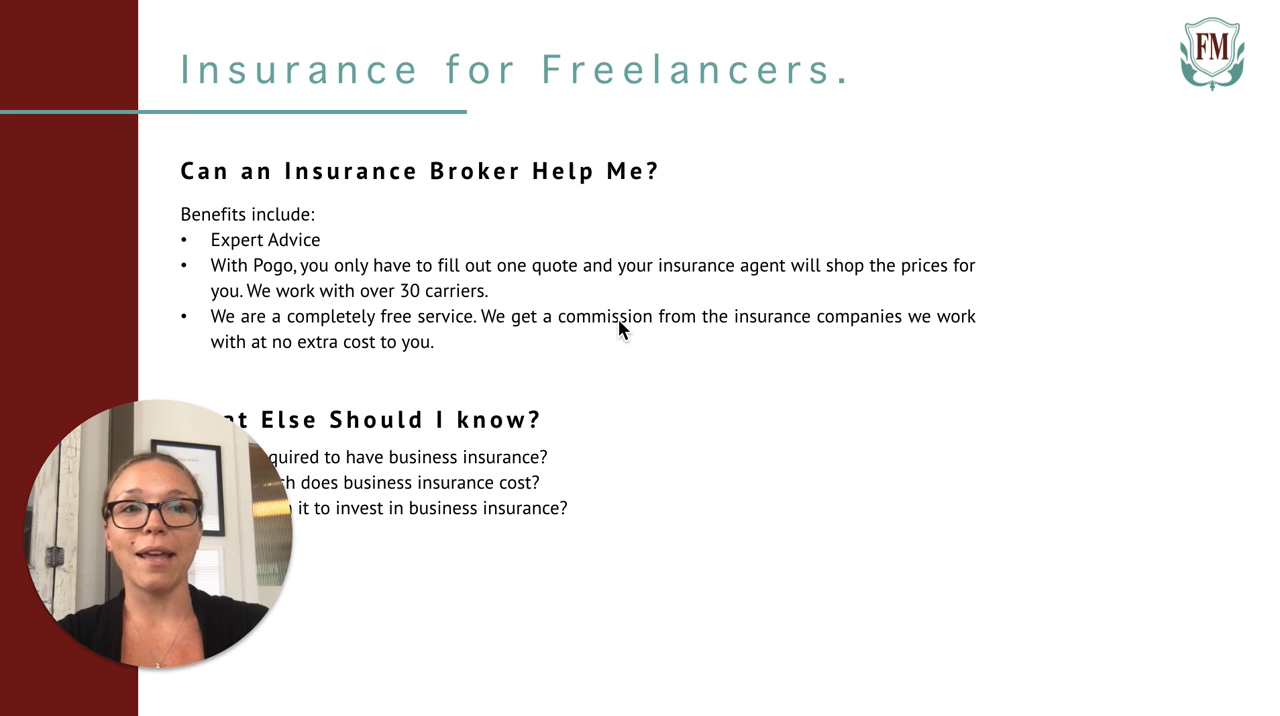 Insurance for Freelancers.
FM
Can an Insurance Broker Help Me?
Benefits include:
• Expert Advice
• With Pogo, you only have to fill out one quote and your insurance agent will shop the prices for
you. We work with over 30 carriers.
• We are a completely free service. We get a commission from the insurance companies we work
with at no extra cost to you.
Else Should I know?
to have business insurance?
does business insurance cost?
it to invest in business insurance?